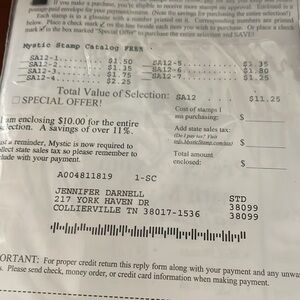 If you make a purchase, you're eligible to receive more stamps on approval. Enclosed is a
postage-paid envelope for your payment/coupons. (Note the savings for purchasing the entire selection!)
Each stamp is in a glassine with a number printed on it. Corresponding numbers are printed
below. Place a check mark ✓ on the line beside each item you wish to purchase. Or place a check
mark in the box marked "Special Offer" to purchase this entire selection and SAVE!
Mystic Stamp Catalog FREE
SA12-1 $1.50 SA12-5 $2.35
SA12-2 $1.35 SA12-6 $1.80
SA12-3 $1.75 SA12-7 $1.25
SA12-4 $2.25
Total Value of Selection: SA12 $11.25
☐ SPECIAL OFFER!
I am enclosing $10.00 for the entire
selection. A savings of over 11%.
Cost of stamps I
am purchasing: $
Add state sales tax:
(Do I pay tax? Visit
info.MysticStamp.com/tax) $
Just a reminder, Mystic is now required to
collect state sales tax so please remember to
include with your payment.
Total amount
enclosed: $
A004811819 1-SC
JENNIFER DARNELL STD
217 YORK HAVEN DR 38099
COLLIERVILLE TN 38017-1536 38099
ORTANT: For proper credit return this reply form along with your payment and any unwa
s. Please send check, money order, or credit card information when making payment.